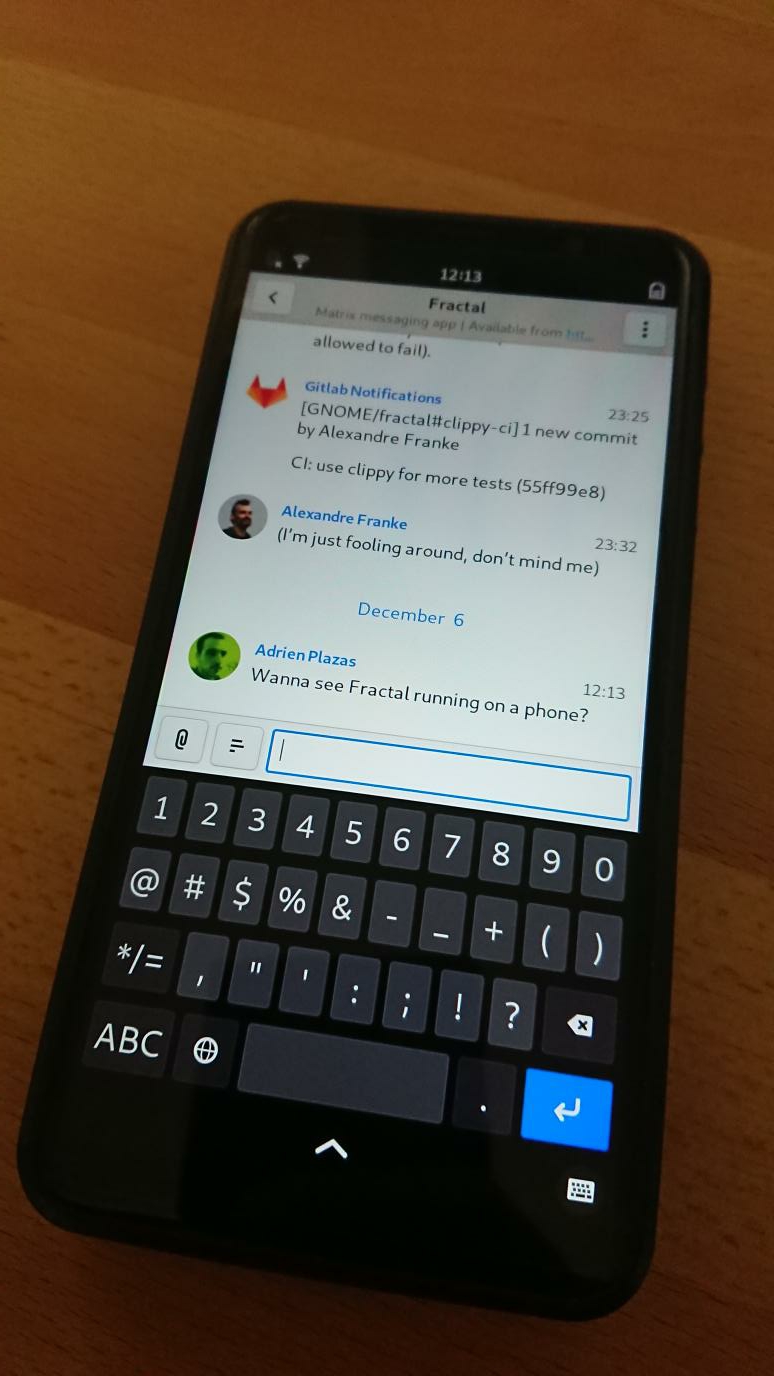 12:13
Fractal
Matrix messaging app | Available from htt…
allowed to fail).
Gitlab Notifications
23:25
[GNOME/fractal#clippy-ci] 1 new commit
by Alexandre Franke
CI: use clippy for more tests (55ff99e8)
Alexandre Franke
23:32
(I'm just fooling around, don't mind me)
December 6
Adrien Plazas
12:13
Wanna see Fractal running on a phone?
1 2 3 4 5 6 7 8 9 0
@ # $ % & - _ + ( )
*/= , " ' : ; ! ?
ABC .